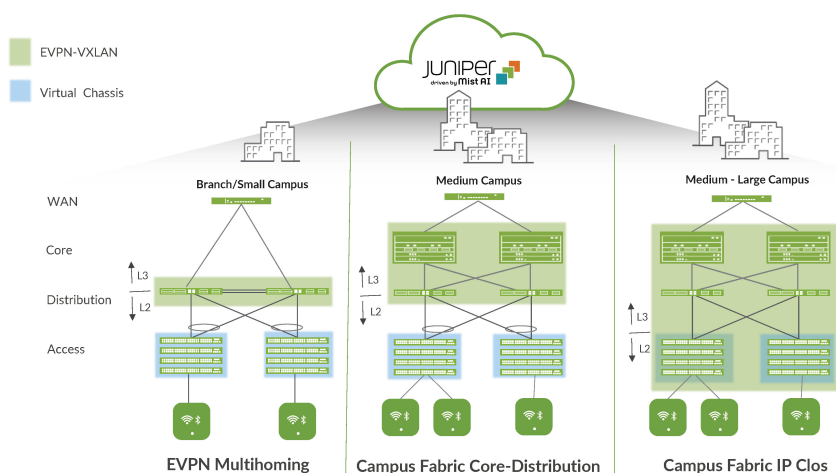 EVPN-VXLAN
Virtual Chassis
JUNIPer
driven by Mist AI
Branch/Small Campus
Medium Campus
Medium - Large Campus
WAN
Core
Distribution
Access
L3
L2
L3
L2
L3
L2
EVPN Multihoming
Campus Fabric Core-Distribution
Campus Fabric IP Clos